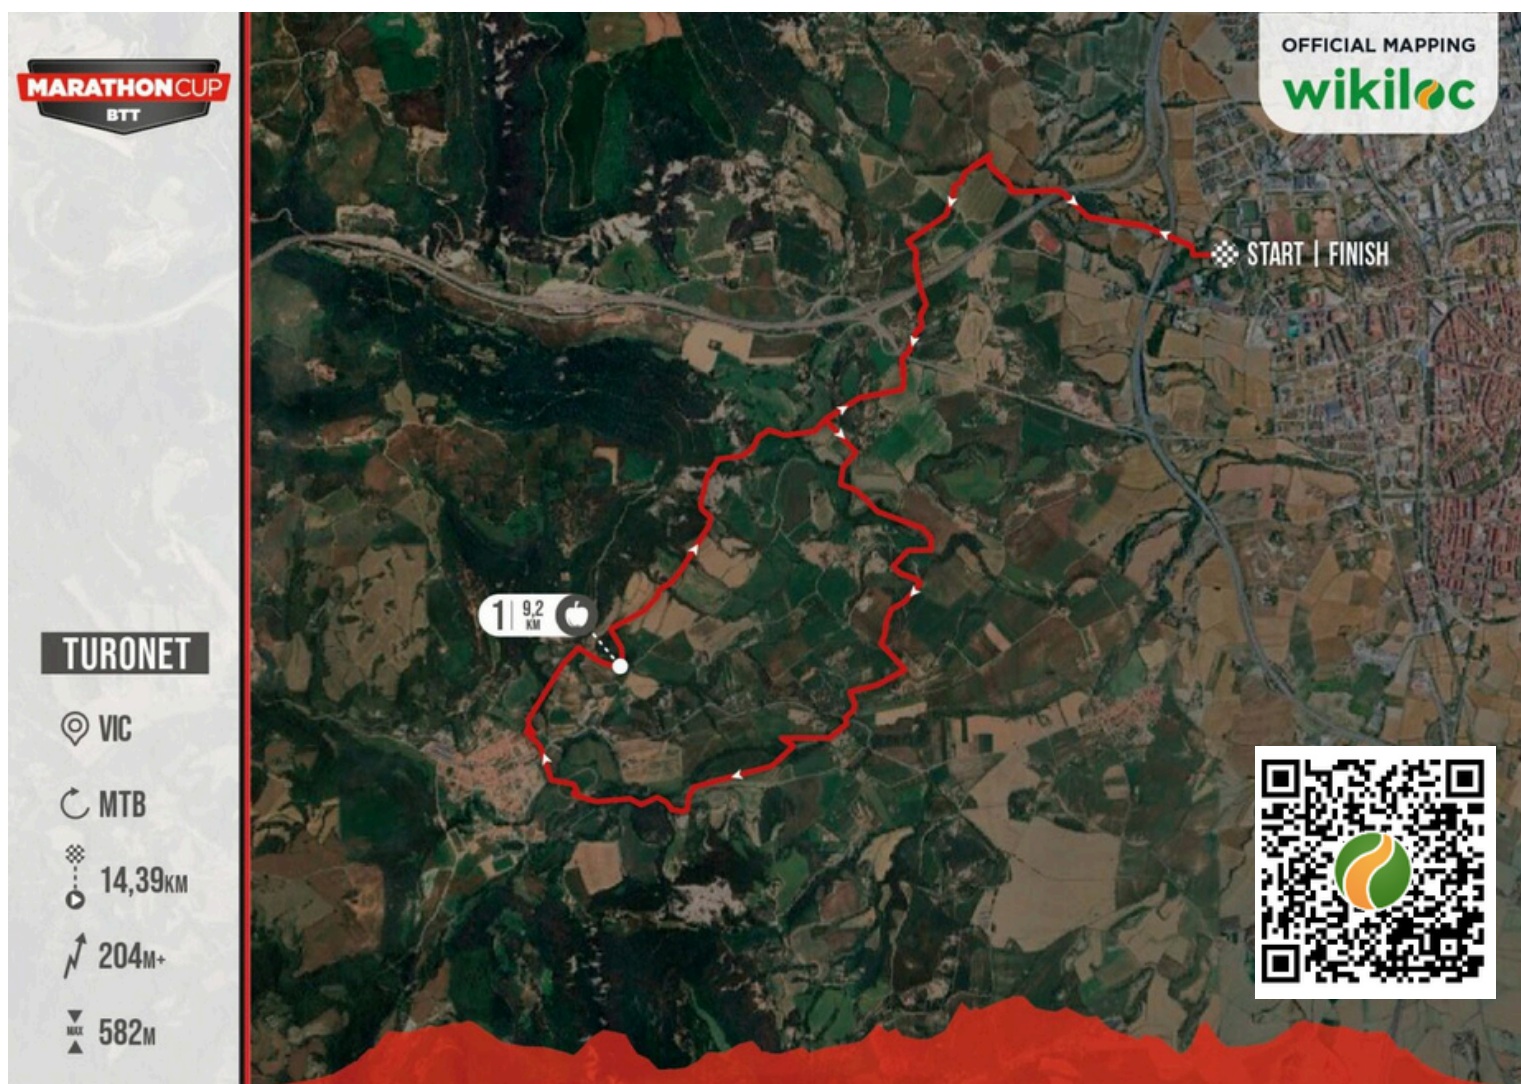 MARATHONCUP
BTT
OFFICIAL MAPPING
wikiloc
START | FINISH
1 | 9,2 KM
TURONET
VIC
MTB
14,39KM
204M+
MAX
582M